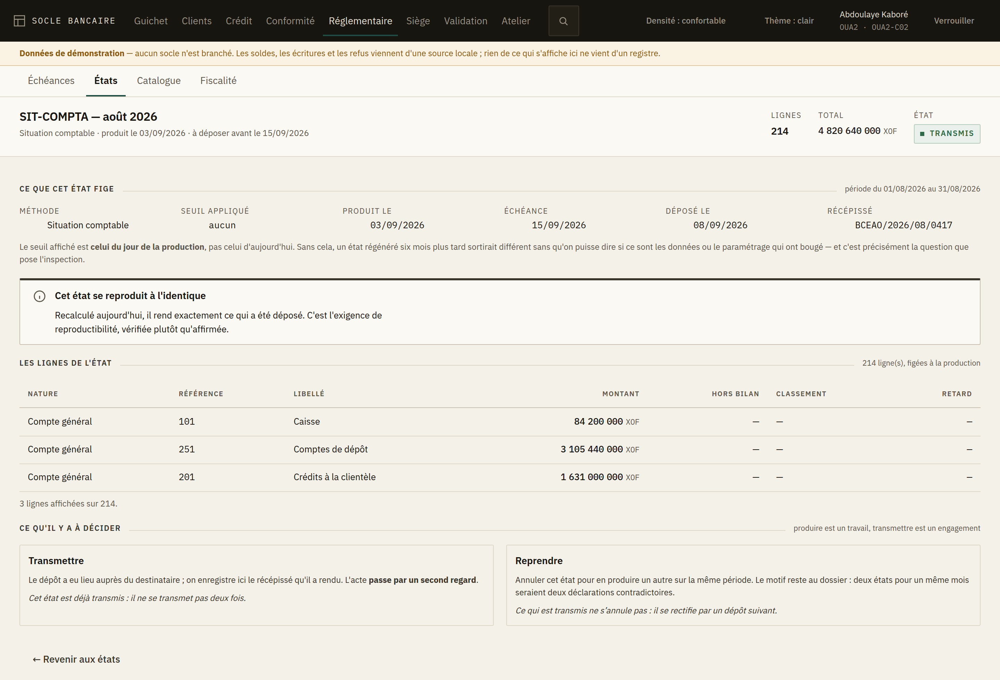 SOCLE BANCAIRE
Guichet
Clients
Crédit
Conformité
Réglementaire
Siège
Validation
Atelier
Densité : confortable
Thème : clair
Abdoulaye Kaboré
OUA2 · OUA2-C02
Verrouiller
Données de démonstration — aucun socle n'est branché. Les soldes, les écritures et les refus viennent d'une source locale ; rien de ce qui s'affiche ici ne vient d'un registre.
Échéances
États
Catalogue
Fiscalité
SIT-COMPTA — août 2026
Situation comptable · produit le 03/09/2026 · à déposer avant le 15/09/2026
LIGNES
214
TOTAL
4 820 640 000 XOF
ÉTAT
TRANSMIS
CE QUE CET ÉTAT FIGE
période du 01/08/2026 au 31/08/2026
MÉTHODE
Situation comptable
SEUIL APPLIQUÉ
aucun
PRODUIT LE
03/09/2026
ÉCHÉANCE
15/09/2026
DÉPOSÉ LE
08/09/2026
RÉCÉPISSÉ
BCEAO/2026/08/0417
Le seuil affiché est celui du jour de la production, pas celui d'aujourd'hui. Sans cela, un état régénéré six mois plus tard sortirait différent sans qu'on puisse dire si ce sont les données ou le paramétrage qui ont bougé — et c'est précisément la question que
pose l'inspection.
Cet état se reproduit à l'identique
Recalculé aujourd'hui, il rend exactement ce qui a été déposé. C'est l'exigence de
reproductibilité, vérifiée plutôt qu'affirmée.
LES LIGNES DE L'ÉTAT
214 ligne(s), figées à la production
NATURE RÉFÉRENCE LIBELLÉ MONTANT HORS BILAN CLASSEMENT RETARD
Compte général 101 Caisse 84 200 000 XOF — — —
Compte général 251 Comptes de dépôt 3 105 440 000 XOF — — —
Compte général 201 Crédits à la clientèle 1 631 000 000 XOF — — —
3 lignes affichées sur 214.
CE QU'IL Y A À DÉCIDER
produire est un travail, transmettre est un engagement
Transmettre
Le dépôt a eu lieu auprès du destinataire ; on enregistre ici le récépissé qu'il a rendu. L'acte passe par un second regard.
Cet état est déjà transmis : il ne se transmet pas deux fois.
Reprendre
Annuler cet état pour en produire un autre sur la même période. Le motif reste au dossier : deux états pour un même mois
seraient deux déclarations contradictoires.
Ce qui est transmis ne s’annule pas : il se rectifie par un dépôt suivant.
← Revenir aux états